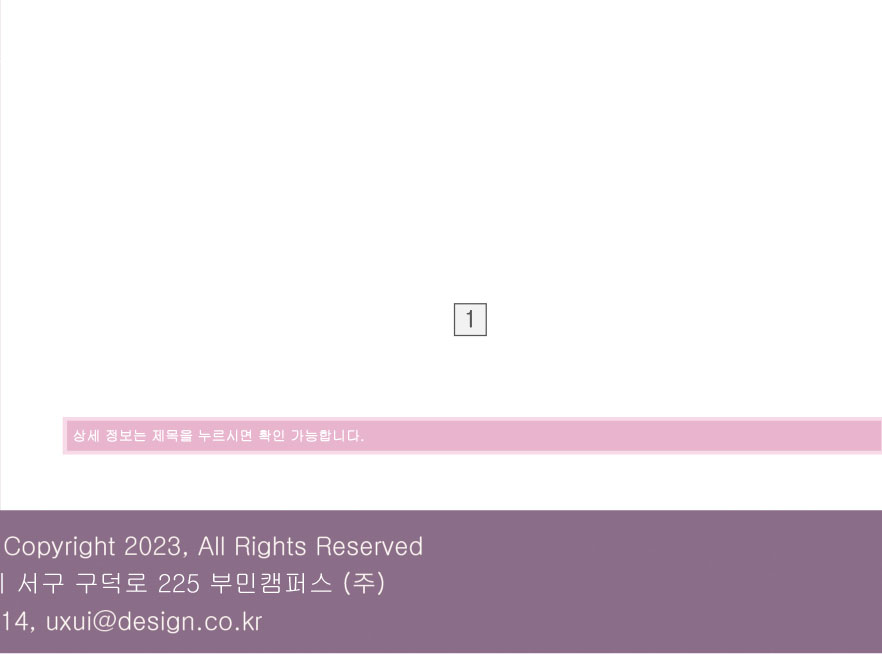 1
상세 정보는 제목을 누르시면 확인 가능합니다.
Copyright 2023, All Rights Reserved
서구 구덕로 225 부민캠퍼스 (주)
14, uxui@design.co.kr